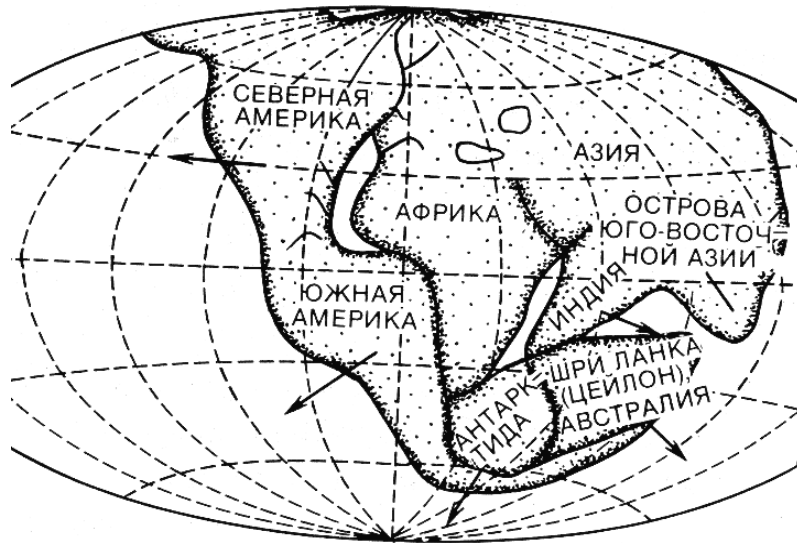 СЕВЕРНАЯ
АМЕРИКА
АЗИЯ
АФРИКА
ОСТРОВА
ЮГО-ВОСТОЧ-
НОЙ АЗИИ
ЮЖНАЯ
АМЕРИКА
ИНДИЯ
АНТАРК-
ТИДА
ШРИ ЛАНКА
(ЦЕЙЛОН),
АВСТРАЛИЯ